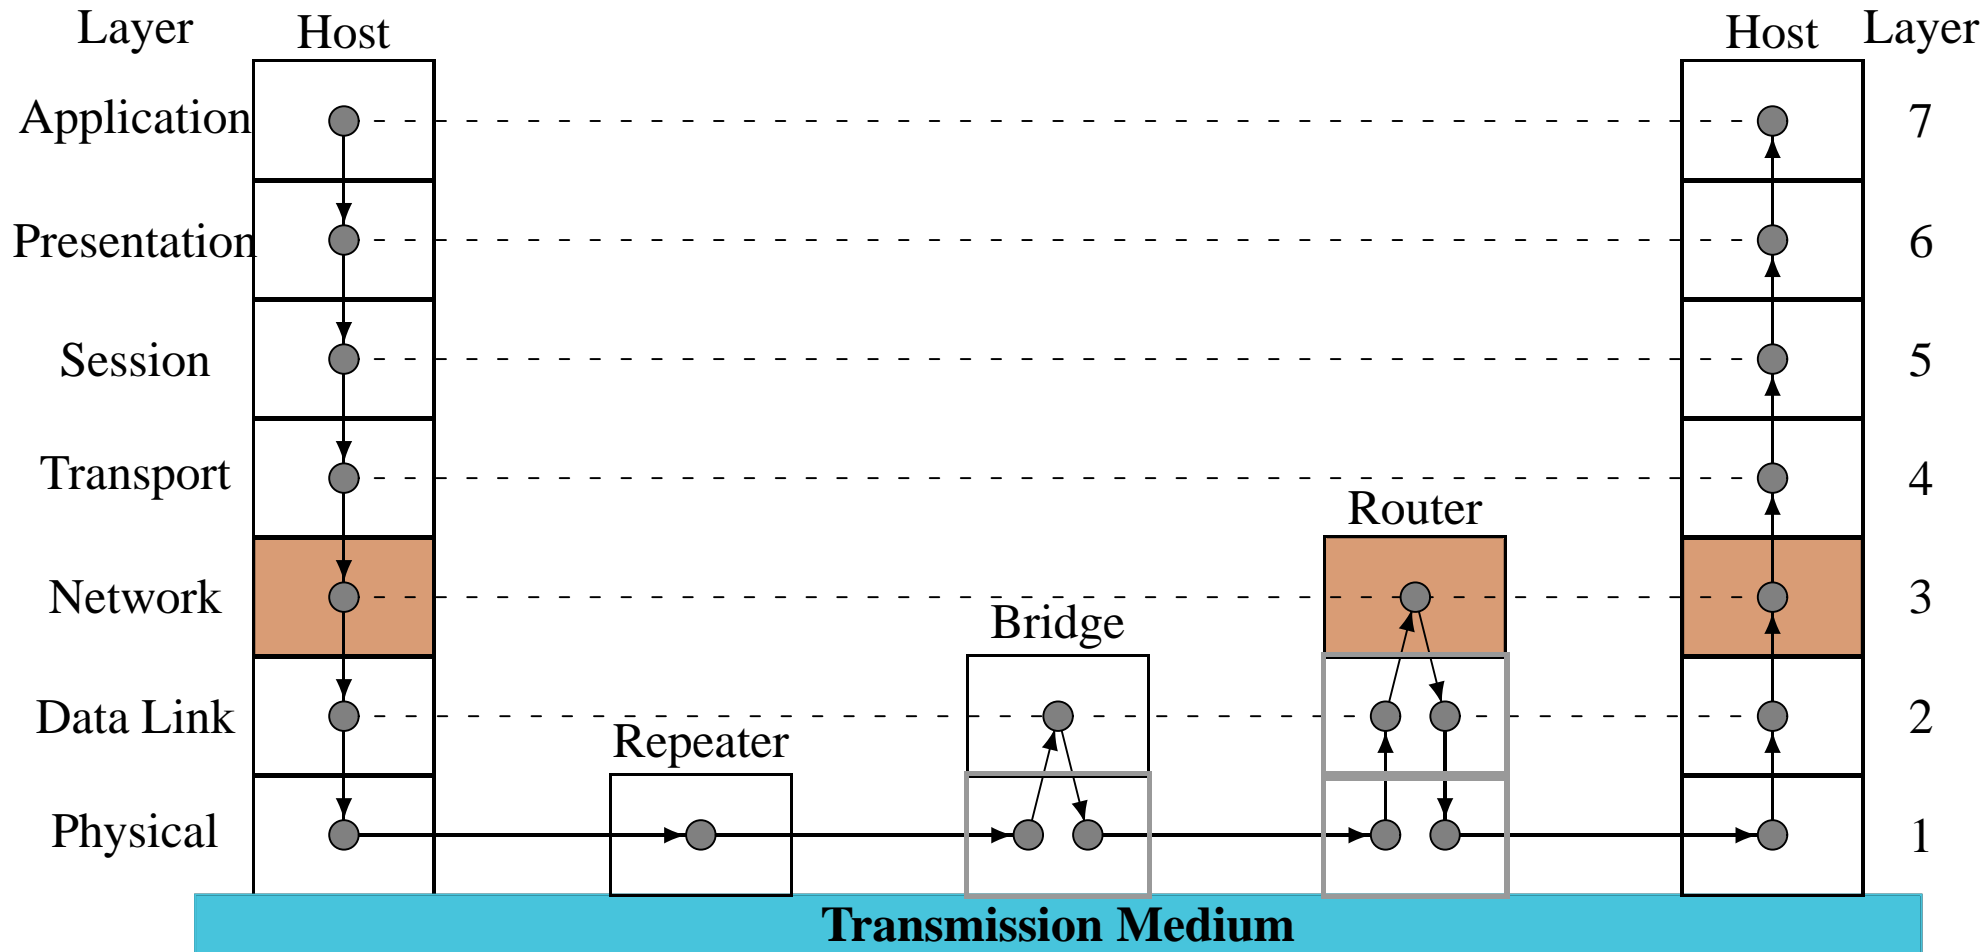 Layer Host Host Layer
Application 7
Presentation 6
Session 5
Transport 4
Router
Network 3
Bridge
Data Link 2
Repeater
Physical 1
Transmission Medium